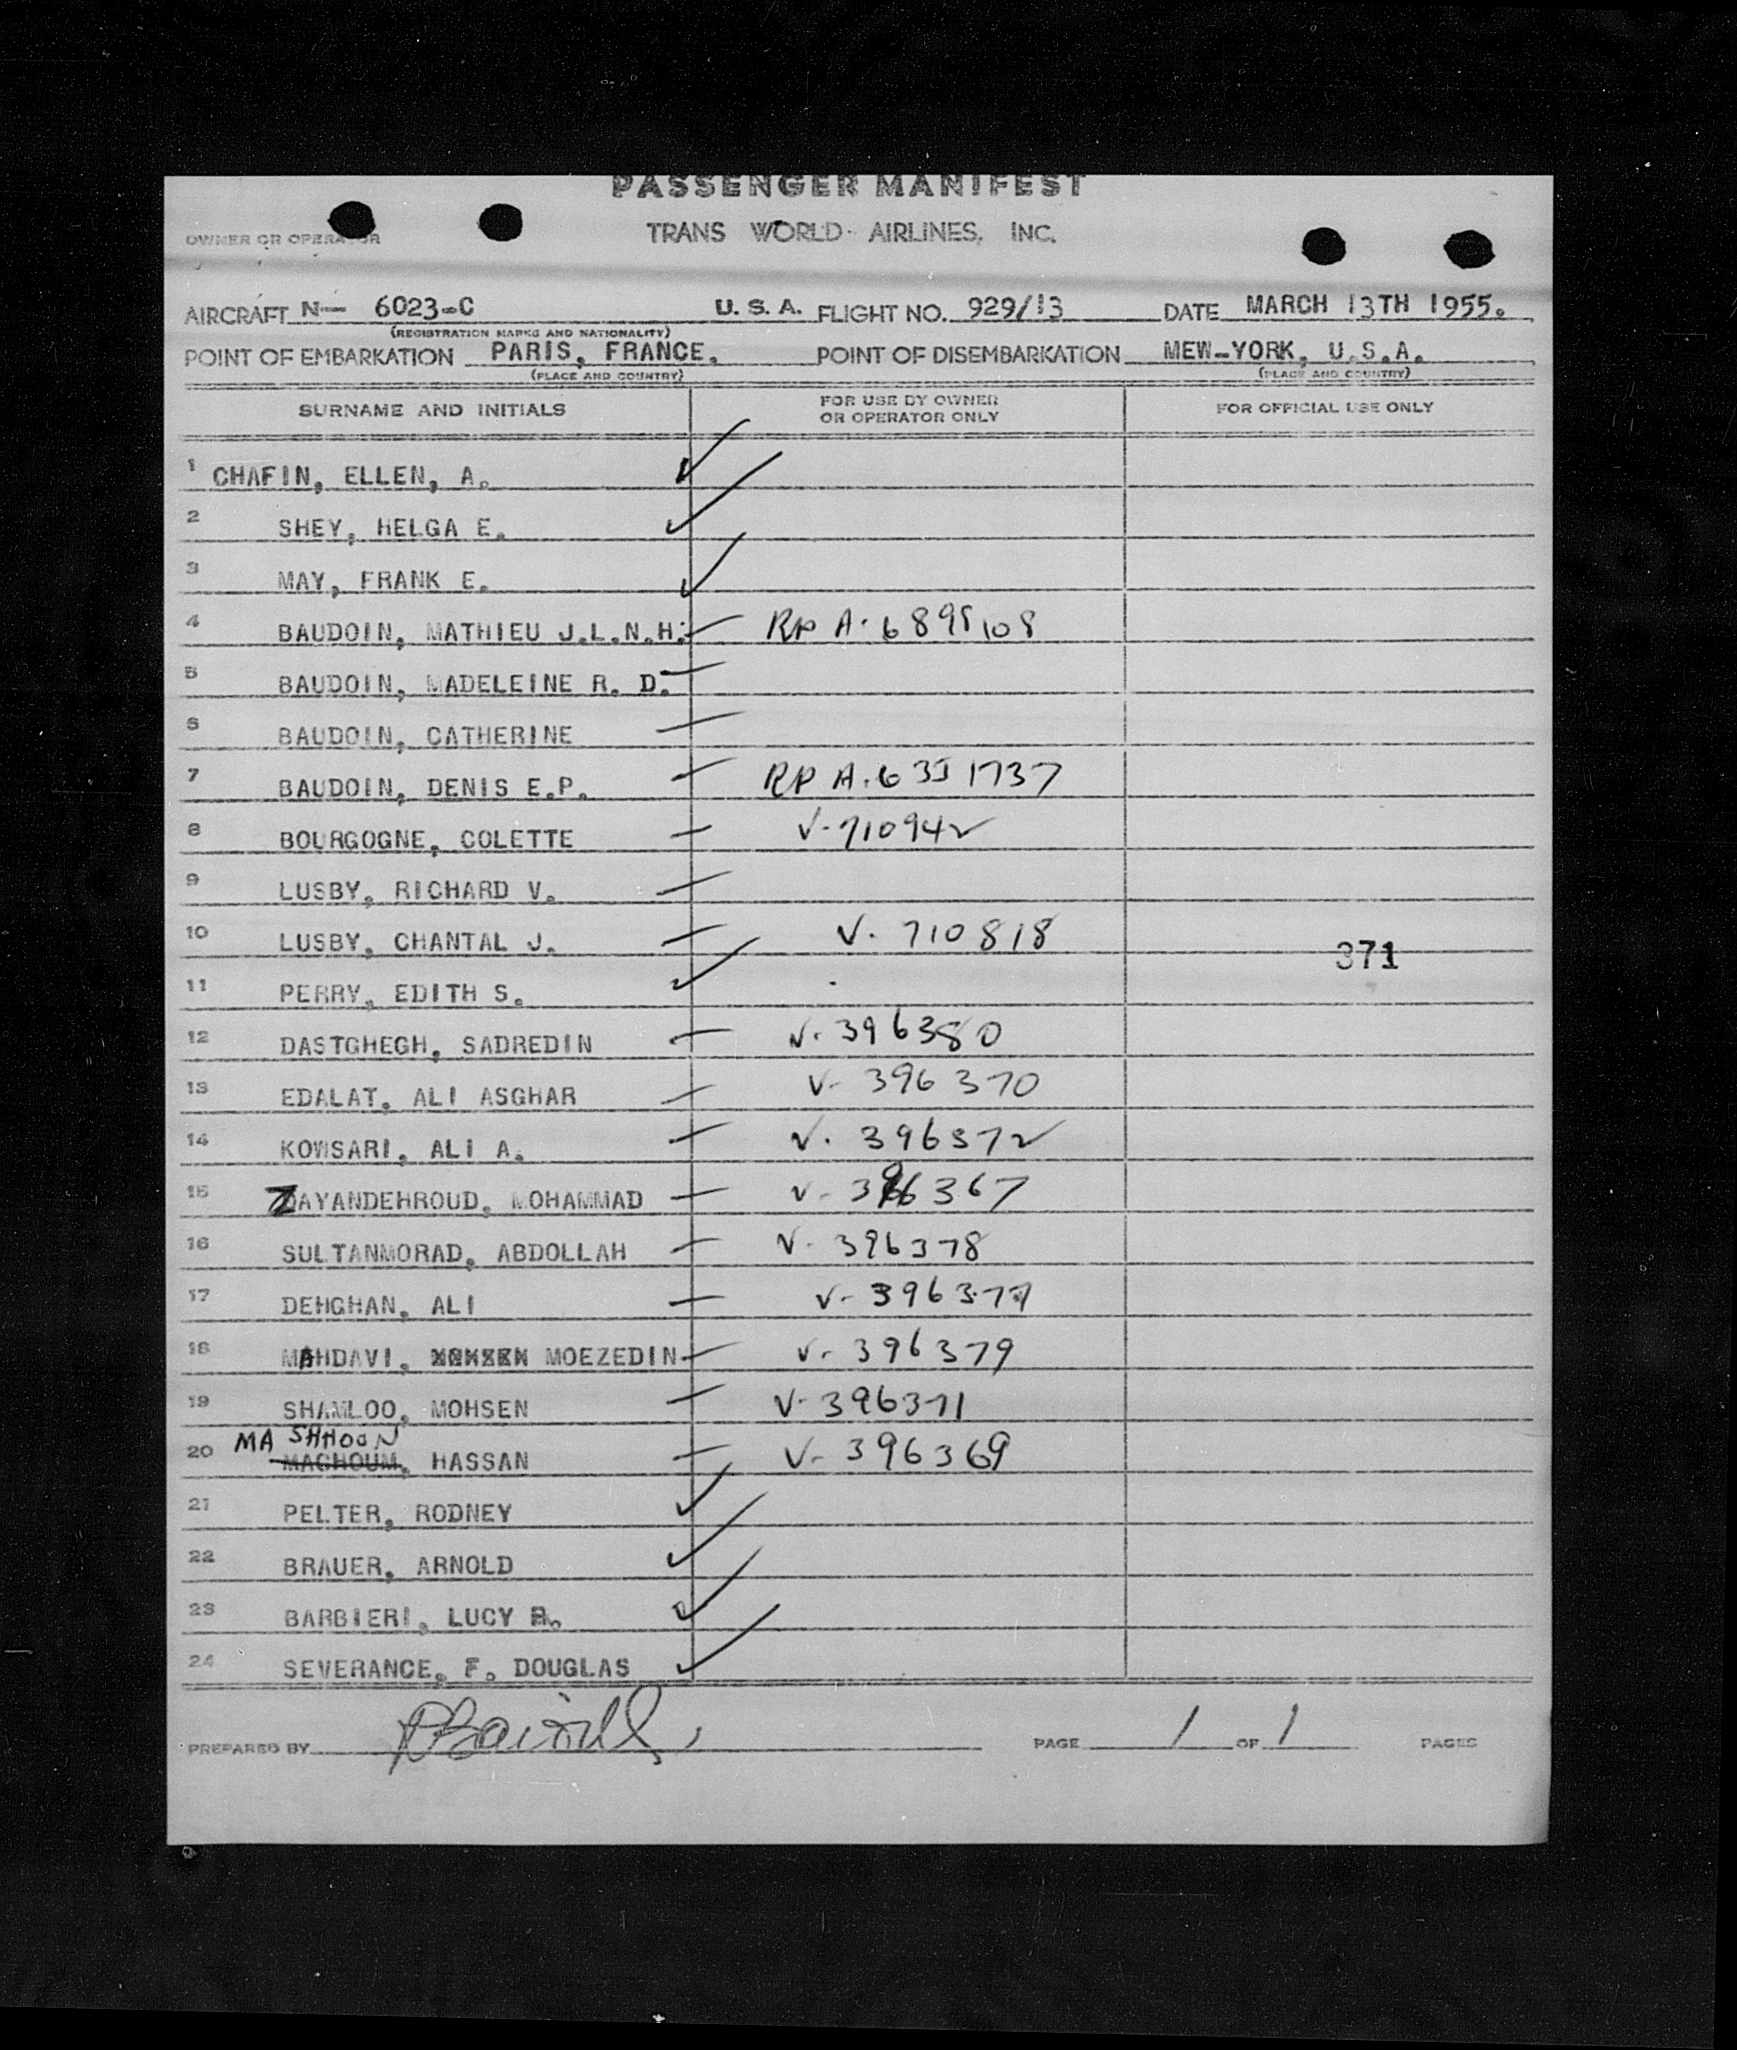 PASSENGER MANIFEST
OWNER OR OPERATOR TRANS WORLD AIRLINES, INC.
AIRCRAFT N— 6023-C U. S. A. FLIGHT NO. 929/13 DATE MARCH 13TH 1955.
(REGISTRATION MARKS AND NATIONALITY)
POINT OF EMBARKATION PARIS, FRANCE. POINT OF DISEMBARKATION MEW-YORK, U.S.A.
(PLACE AND COUNTRY) (PLACE AND COUNTRY)
SURNAME AND INITIALS FOR USE BY OWNER OR OPERATOR ONLY FOR OFFICIAL USE ONLY
1 CHAFIN, ELLEN, A. ✓
2 SHEY, HELGA E. ✓
3 MAY, FRANK E. ✓
4 BAUDOIN, MATHIEU J.L.N.H. — RP A. 6898108
5 BAUDOIN, MADELEINE R. D. —
6 BAUDOIN, CATHERINE —
7 BAUDOIN, DENIS E.P. — RP A. 6351737
8 BOURGOGNE, COLETTE — V-710942
9 LUSBY, RICHARD V. —
10 LUSBY, CHANTAL J. — V. 710818
371
11 PERRY, EDITH S. ✓
12 DASTGHEGH, SADREDIN — V. 396380
13 EDALAT, ALI ASGHAR — V- 396370
14 KOWSARI, ALI A. — V. 396372
15 ZAYANDEHROUD, MOHAMMAD — V- 396367
16 SULTANMORAD, ABDOLLAH — V- 396378
17 DEHGHAN, ALI — V- 396377
18 MAHDAVI, MOEZEDIN — V- 396379
19 SHAMLOO, MOHSEN — V- 396371
MASHHOON
20 MAGHOUM, HASSAN — V- 396369
21 PELTER, RODNEY ✓
22 BRAUER, ARNOLD ✓
23 BARBIERI, LUCY R. ✓
24 SEVERANCE, F. DOUGLAS ✓
PREPARED BY PAGE 1 OF 1 PAGES